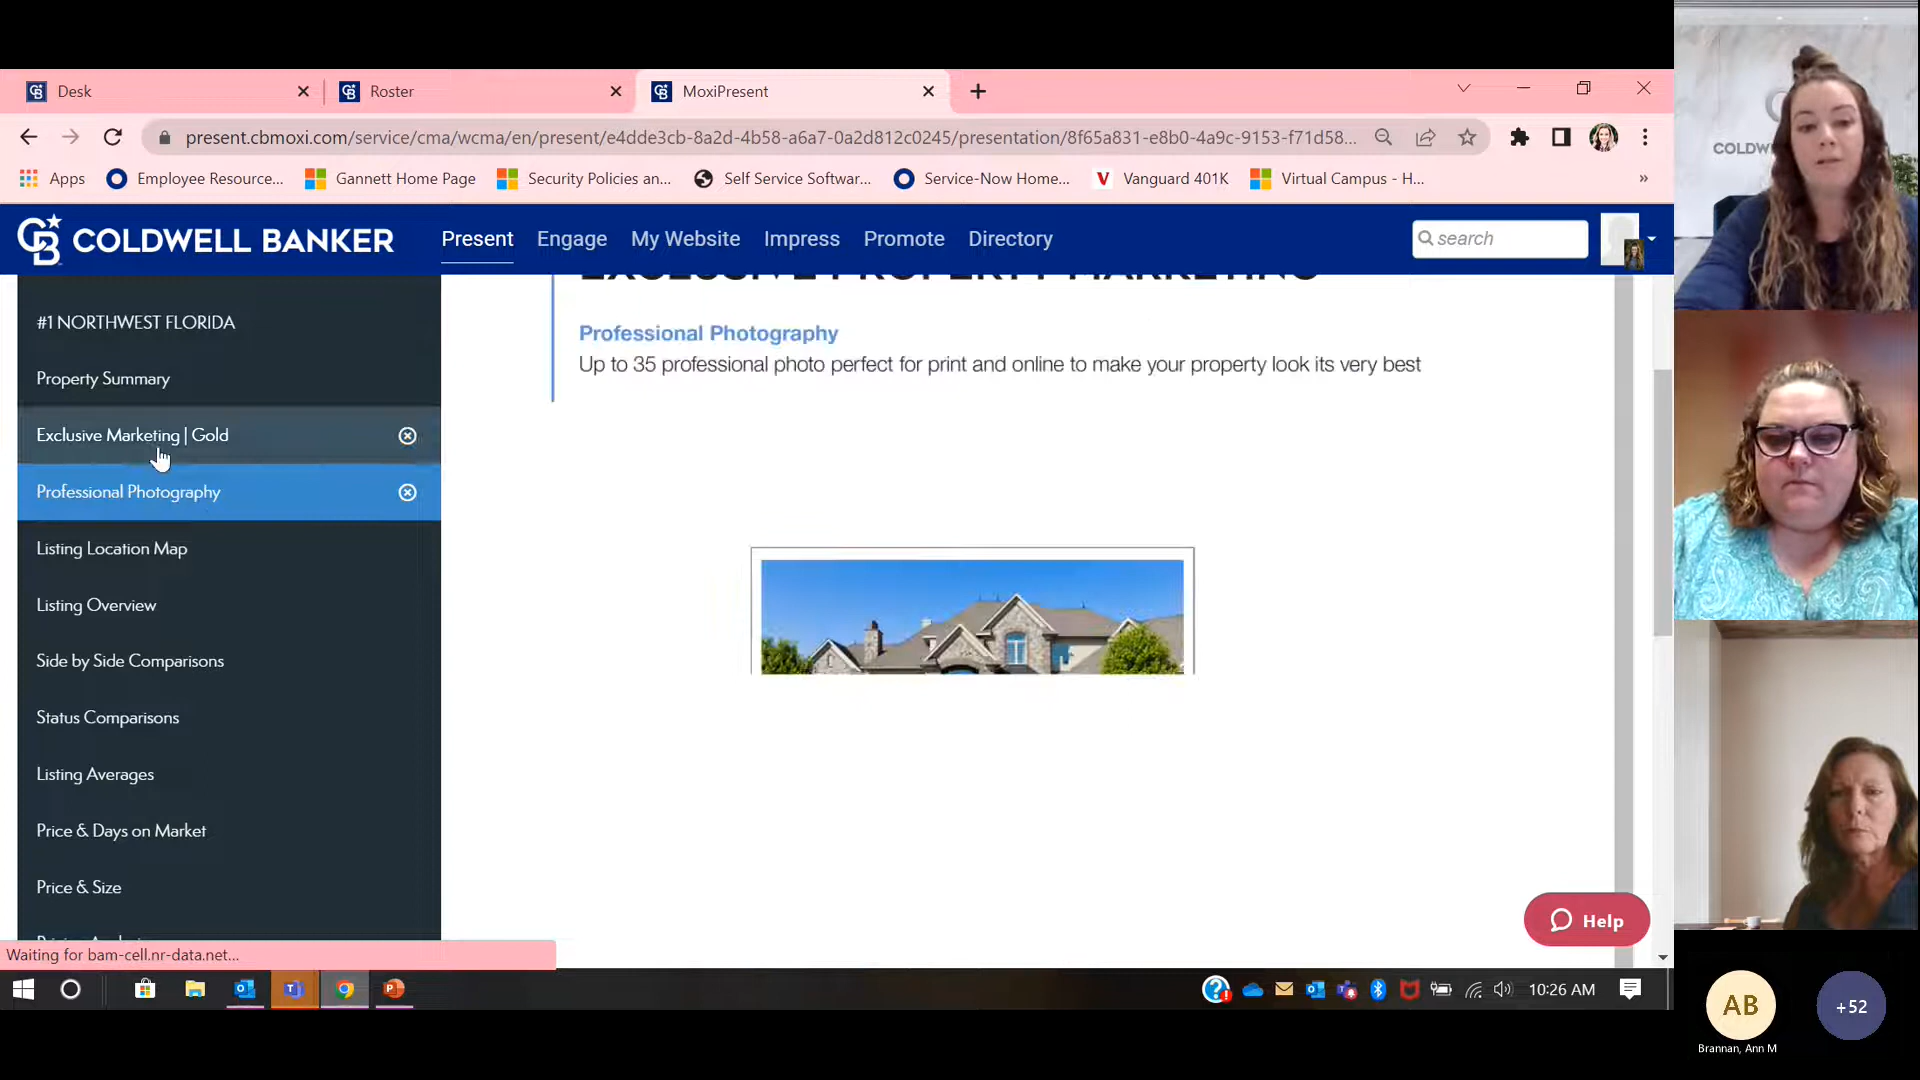 Desk
Roster
MoxiPresent
present.cbmoxi.com/service/cma/wcma/en/present/e4dde3cb-8a2d-4b58-a6a7-0a2d812c0245/presentation/8f65a831-e8b0-4a9c-9153-f71d58...
Apps
Employee Resource...
Gannett Home Page
Security Policies an...
Self Service Softwar...
Service-Now Home...
Vanguard 401K
Virtual Campus - H...
»
COLDWELL BANKER
Present
Engage
My Website
Impress
Promote
Directory
search
#1 NORTHWEST FLORIDA
Property Summary
Exclusive Marketing | Gold
Professional Photography
Listing Location Map
Listing Overview
Side by Side Comparisons
Status Comparisons
Listing Averages
Price & Days on Market
Price & Size
EXCLUSIVE PROPERTY MARKETING
Professional Photography
Up to 35 professional photo perfect for print and online to make your property look its very best
Help
Waiting for bam-cell.nr-data.net...
10:26 AM
COLDW
AB
Brannan, Ann M
+52